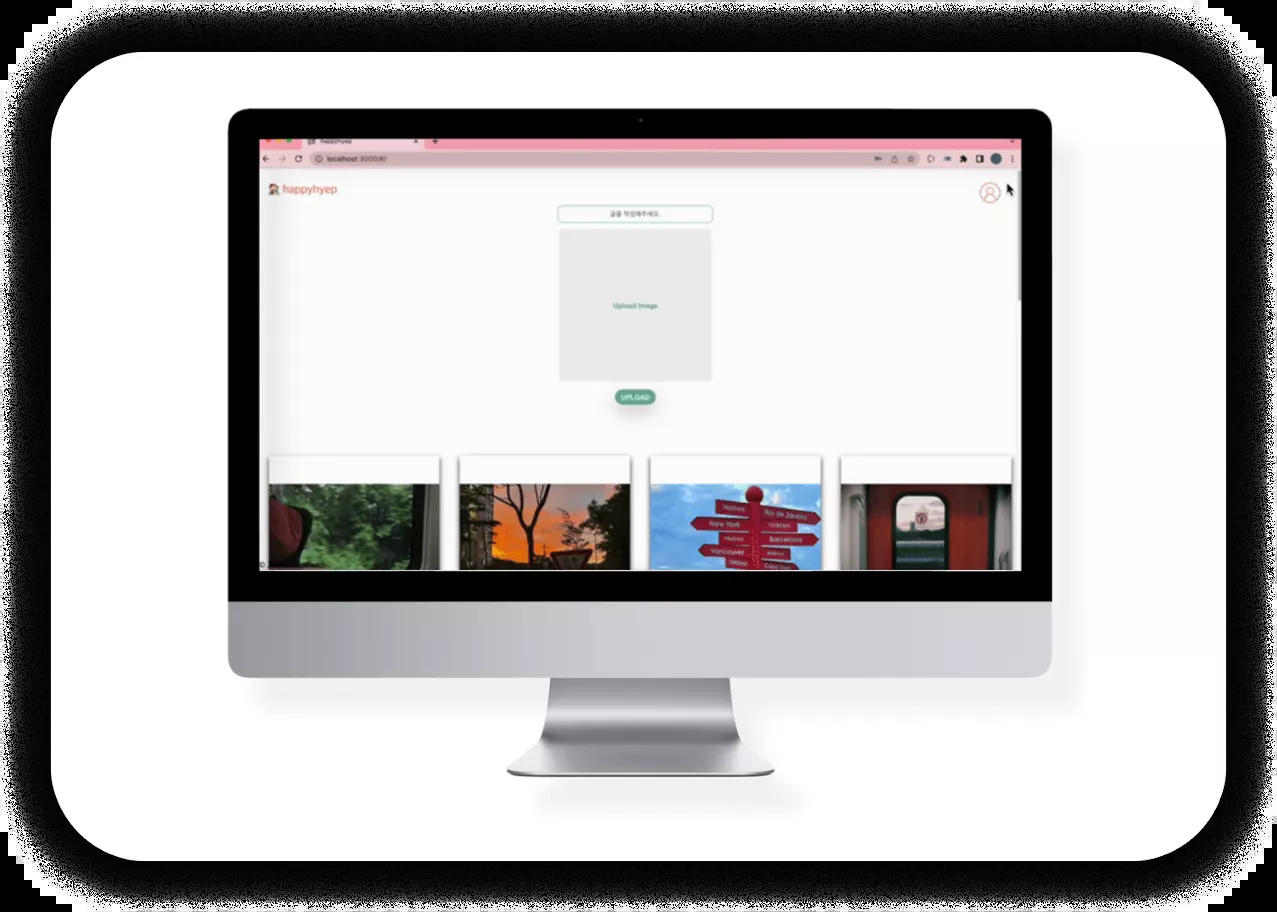 happyhyep
localhost:3000/#/
happyhyep
글을 작성해주세요.
Upload Image
UPLOAD
Rio de Janeiro
New York
Barcelona
Vancouver